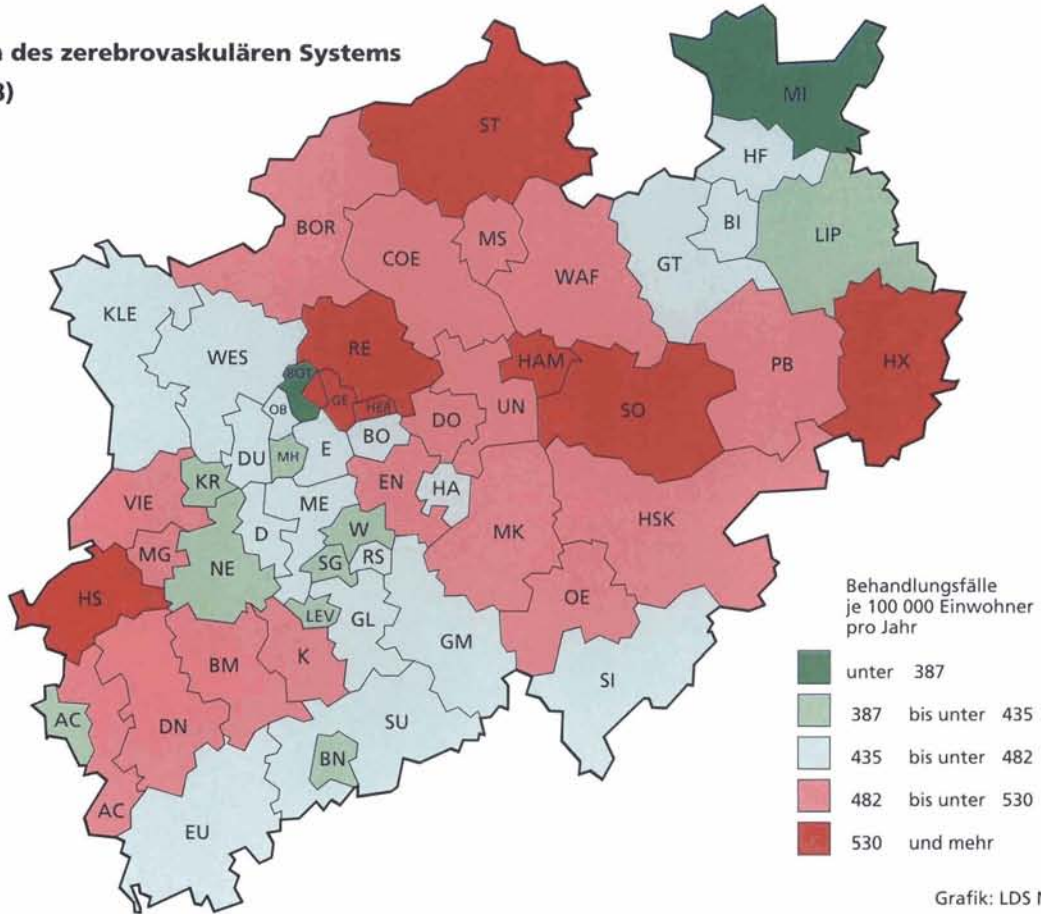 des zerebrovaskulären Systems
MI
ST
HF
BI
LIP
BOR
MS
COE
GT
WAF
KLE
RE
HAM
WES
PB
HX
BOT
GE
HER
SO
OB
UN
DO
BO
E
DU
MH
EN
HA
KR
VIE
ME
HSK
D
W
MK
MG
RS
NE
SG
HS
OE
LEV
GL
GM
BM
K
SI
AC
DN
SU
BN
AC
EU
Behandlungsfälle
je 100 000 Einwohner
pro Jahr
unter 387
387 bis unter 435
435 bis unter 482
482 bis unter 530
530 und mehr
Grafik: LDS